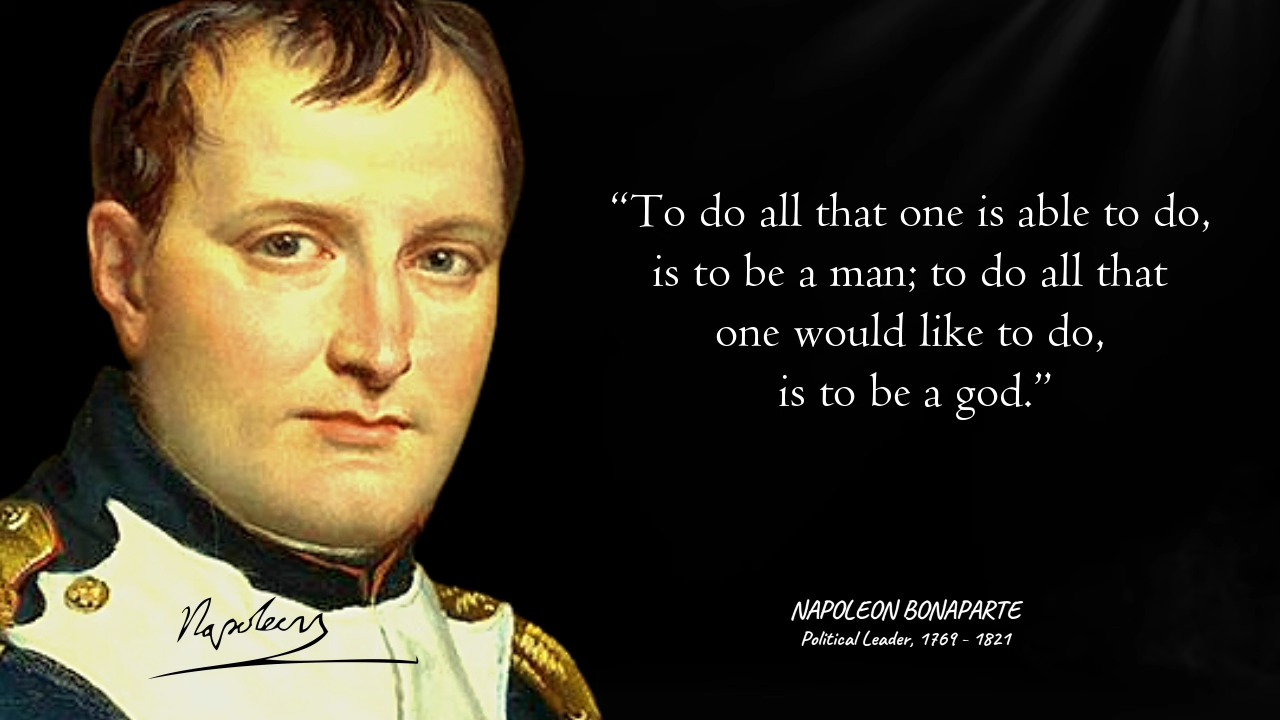 “To do all that one is able to do,
is to be a man; to do all that
one would like to do,
is to be a god.”
Napoleon
NAPOLEON BONAPARTE
Political Leader, 1769 - 1821